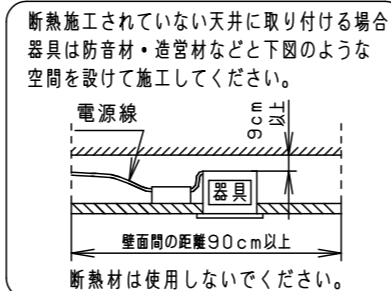 断熱施工されていない天井に取り付ける場合
器具は防音材・造営材などと下図のような
空間を設けて施工してください。
電源線
9cm
以上
器具
壁面間の距離90cm以上
断熱材は使用しないでください。